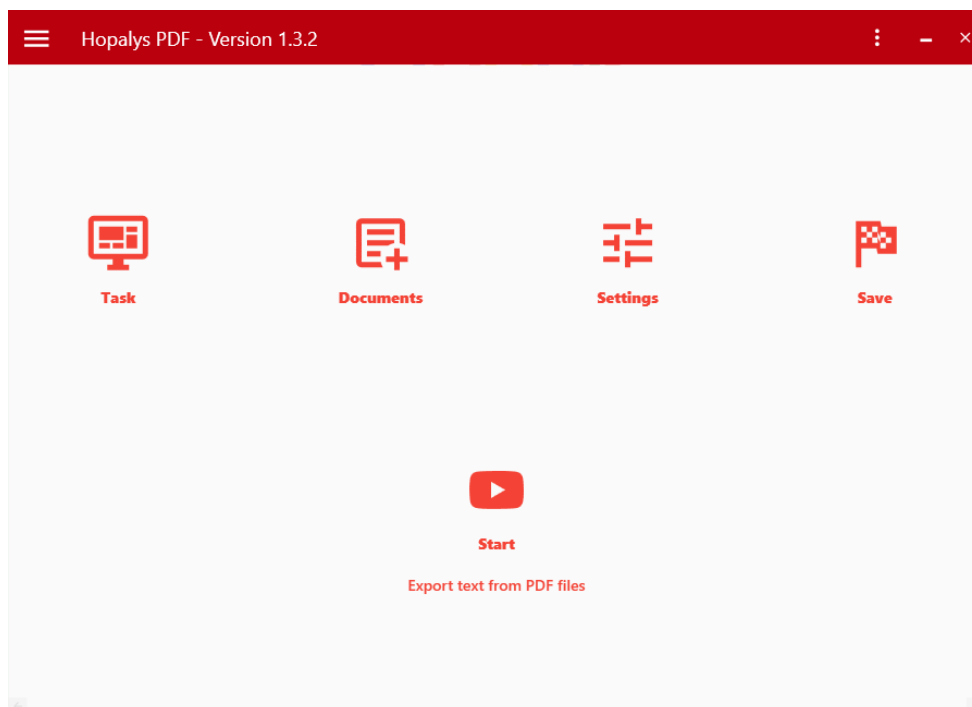 Hopalys PDF - Version 1.3.2
Task
Documents
Settings
Save
Start
Export text from PDF files